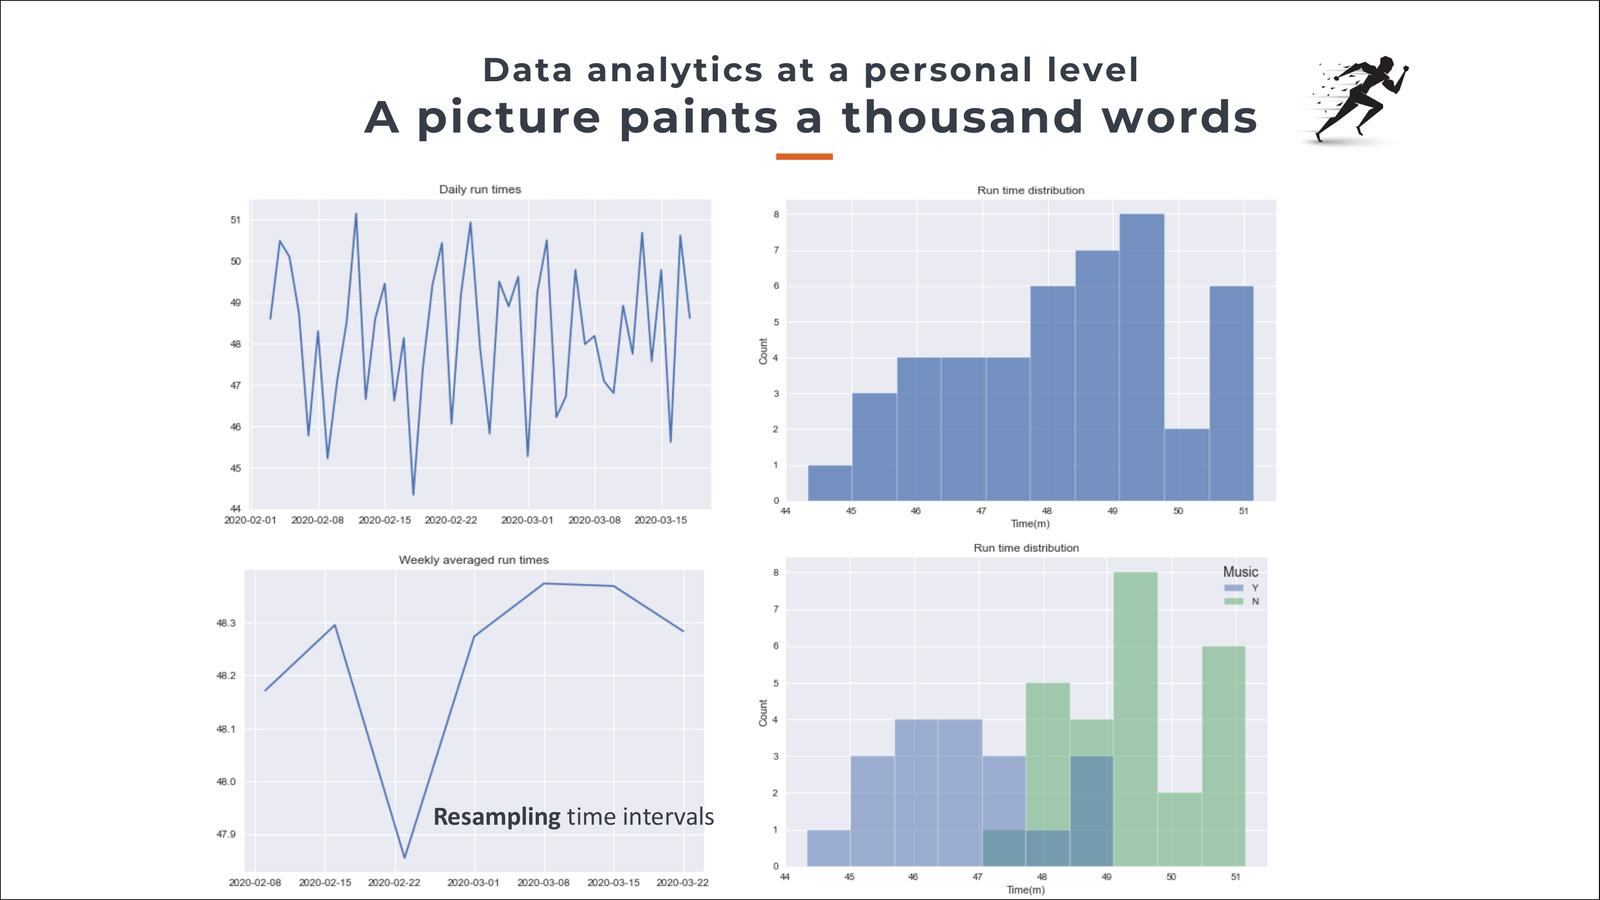 Data analytics at a personal level
A picture paints a thousand words
Daily run times
51
50
49
48
47
46
45
44
2020-02-01 2020-02-08 2020-02-15 2020-02-22 2020-03-01 2020-03-08 2020-03-15
Run time distribution
8
7
6
5
4
3
2
1
0
Count
44 45 46 47 48 49 50 51
Time(m)
Weekly averaged run times
48.3
48.2
48.1
48.0
47.9
Resampling time intervals
2020-02-08 2020-02-15 2020-02-22 2020-03-01 2020-03-08 2020-03-15 2020-03-22
Run time distribution
Music
Y
N
8
7
6
5
4
3
2
1
0
Count
44 45 46 47 48 49 50 51
Time(m)